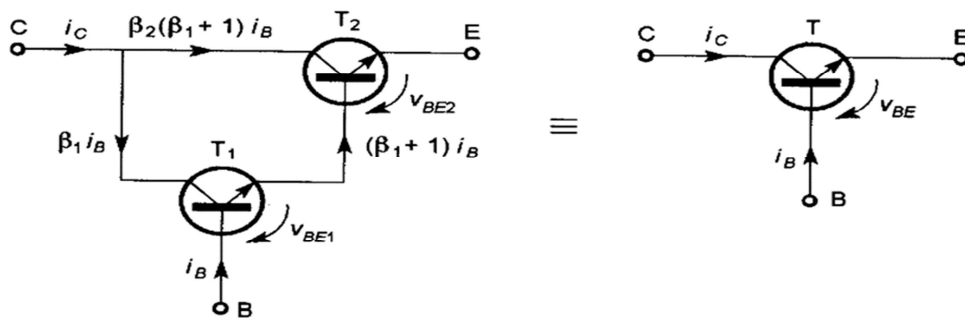 C i_C β₂(β₁ + 1) i_B T₂ E
v_BE2
β₁ i_B (β₁ + 1) i_B
T₁
v_BE1
i_B
B
≡
C i_C T E
v_BE
i_B
B